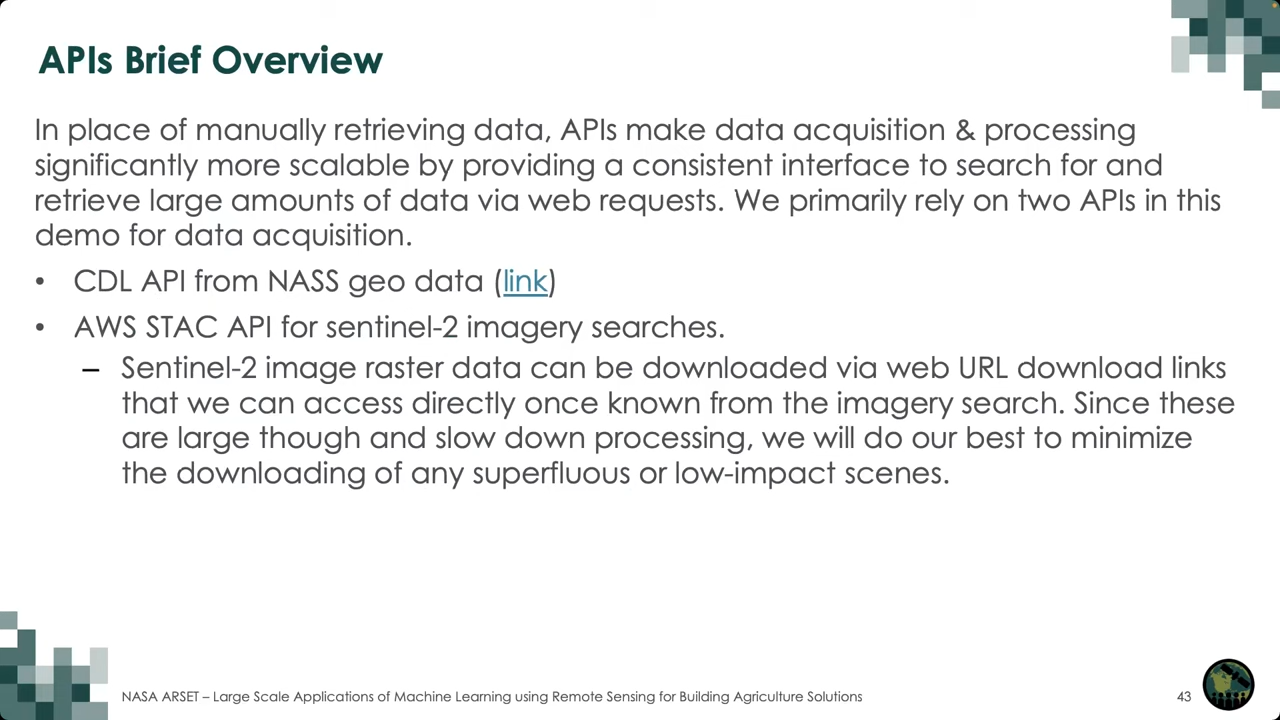 APIs Brief Overview
In place of manually retrieving data, APIs make data acquisition & processing
significantly more scalable by providing a consistent interface to search for and
retrieve large amounts of data via web requests. We primarily rely on two APIs in this
demo for data acquisition.
• CDL API from NASS geo data (link)
• AWS STAC API for sentinel-2 imagery searches.
– Sentinel-2 image raster data can be downloaded via web URL download links
that we can access directly once known from the imagery search. Since these
are large though and slow down processing, we will do our best to minimize
the downloading of any superfluous or low-impact scenes.
NASA ARSET – Large Scale Applications of Machine Learning using Remote Sensing for Building Agriculture Solutions
43